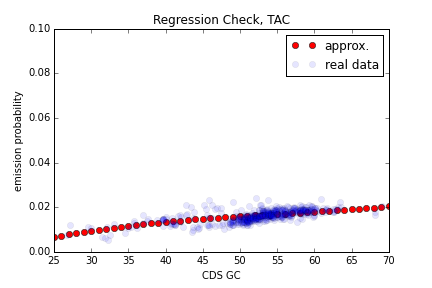 Regression Check, TAC
0.10
0.08
0.06
0.04
0.02
0.00
emission probability
approx.
real data
25 30 35 40 45 50 55 60 65 70
CDS GC